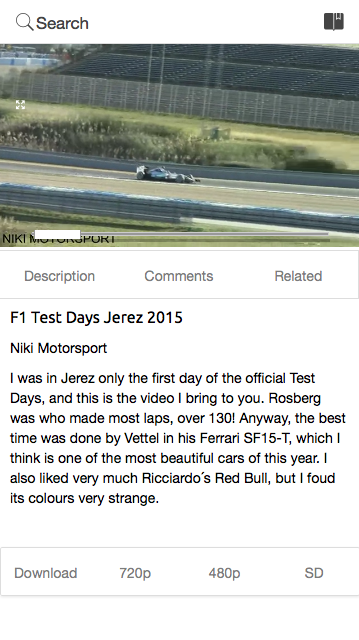 Search
NIKI MOTORSPORT
Description Comments Related
F1 Test Days Jerez 2015
Niki Motorsport
I was in Jerez only the first day of the official Test
Days, and this is the video I bring to you. Rosberg
was who made most laps, over 130! Anyway, the best
time was done by Vettel in his Ferrari SF15-T, which I
think is one of the most beautiful cars of this year. I
also liked very much Ricciardo´s Red Bull, but I foud
its colours very strange.
Download 720p 480p SD